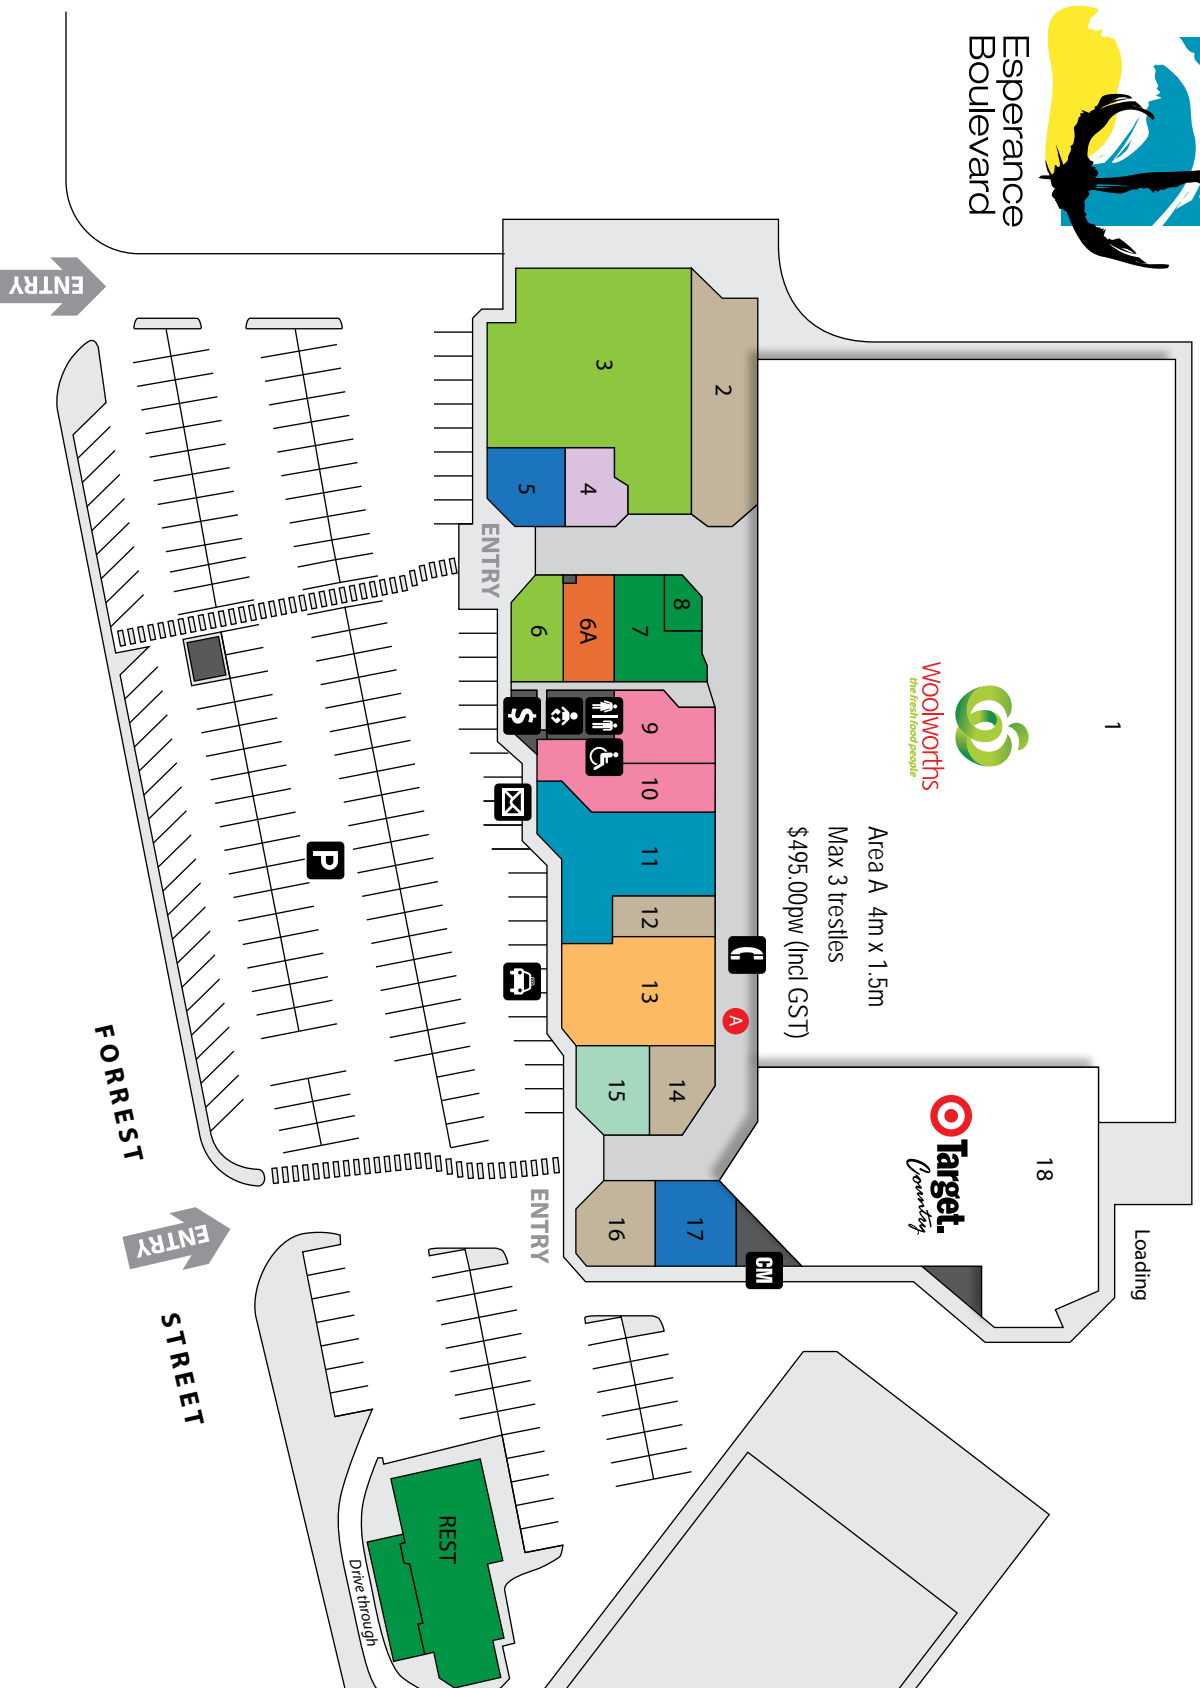 Esperance
Boulevard
1
Woolworths
the fresh food people
Area A  4m x 1.5m
Max 3 trestles
$495.00pw (Incl GST)
18
Target.
Country
Loading
2
3
4
5
6
6A
7
8
9
10
11
12
13
14
15
16
17
A
CM
$
P
ENTRY
ENTRY
ENTRY
ENTRY
FORREST
STREET
REST
Drive through